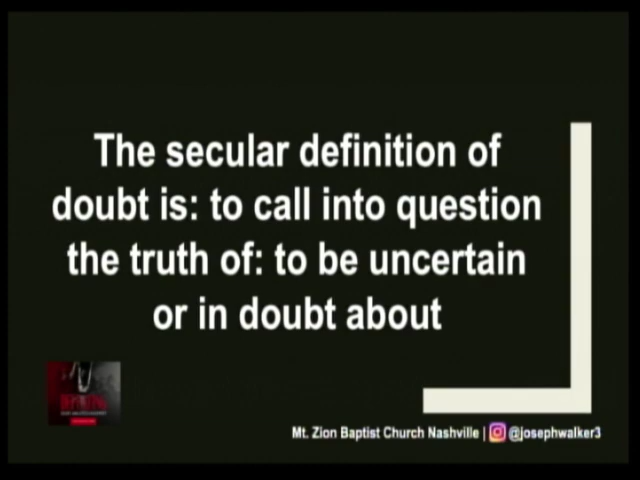 The secular definition of
doubt is: to call into question
the truth of: to be uncertain
or in doubt about
Mt. Zion Baptist Church Nashville | @josephwalker3